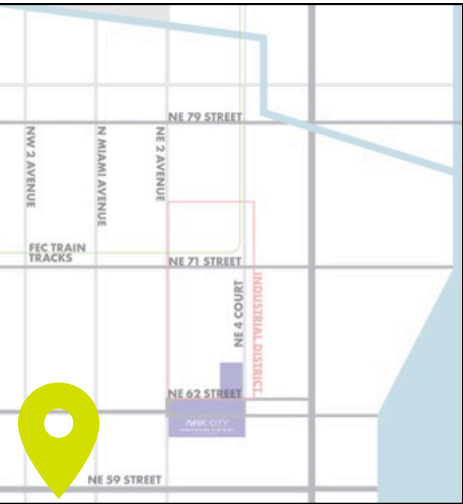 NE 79 STREET
NW 2 AVENUE
N MIAMI AVENUE
NE 2 AVENUE
FEC TRAIN
TRACKS
NE 71 STREET
NE 4 COURT
INDUSTRIAL DISTRICT
NE 62 STREET
CITY
NE 59 STREET